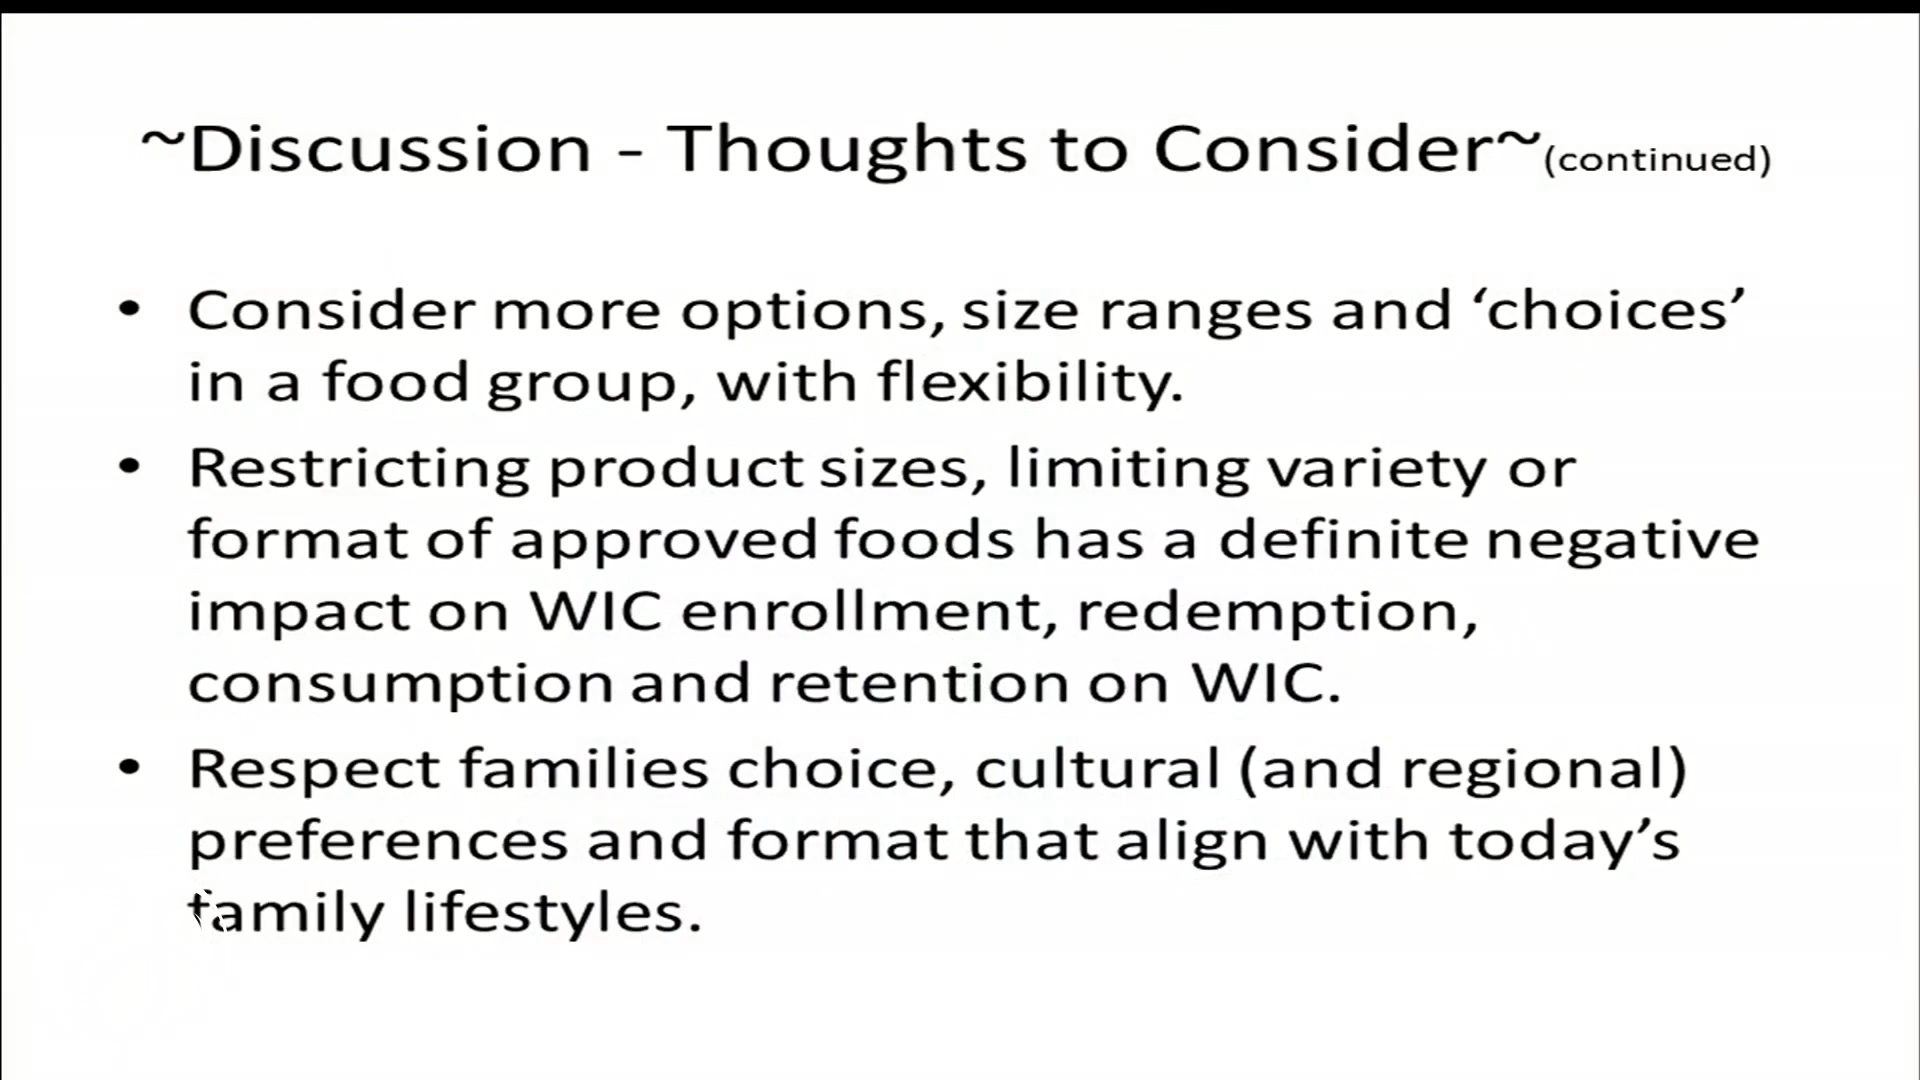 ~Discussion - Thoughts to Consider~(continued)
• Consider more options, size ranges and ‘choices’
in a food group, with flexibility.
• Restricting product sizes, limiting variety or
format of approved foods has a definite negative
impact on WIC enrollment, redemption,
consumption and retention on WIC.
• Respect families choice, cultural (and regional)
preferences and format that align with today’s
family lifestyles.